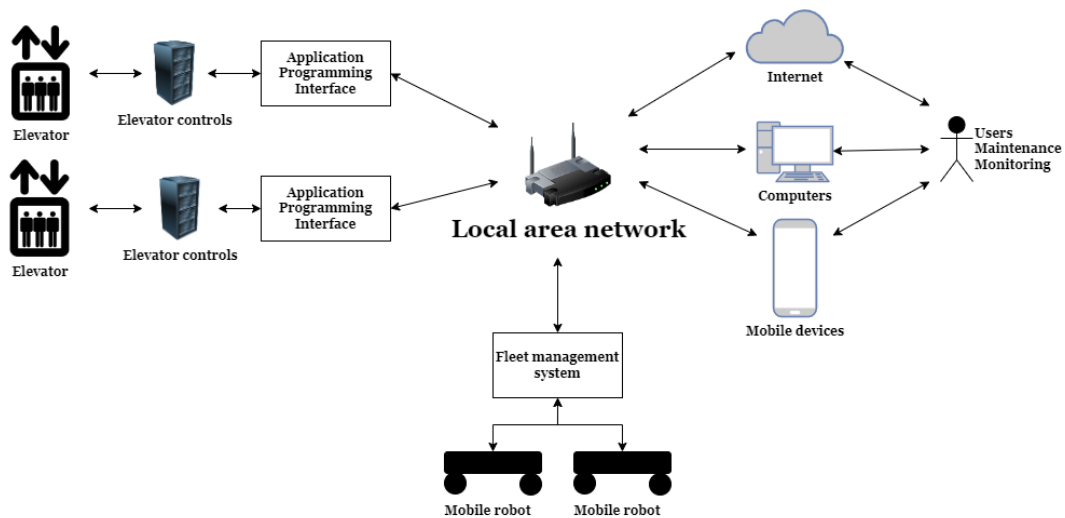 Application
Programming
Interface
Elevator
Elevator controls
Application
Programming
Interface
Elevator
Elevator controls
Local area network
Internet
Computers
Mobile devices
Users
Maintenance
Monitoring
Fleet management
system
Mobile robot
Mobile robot